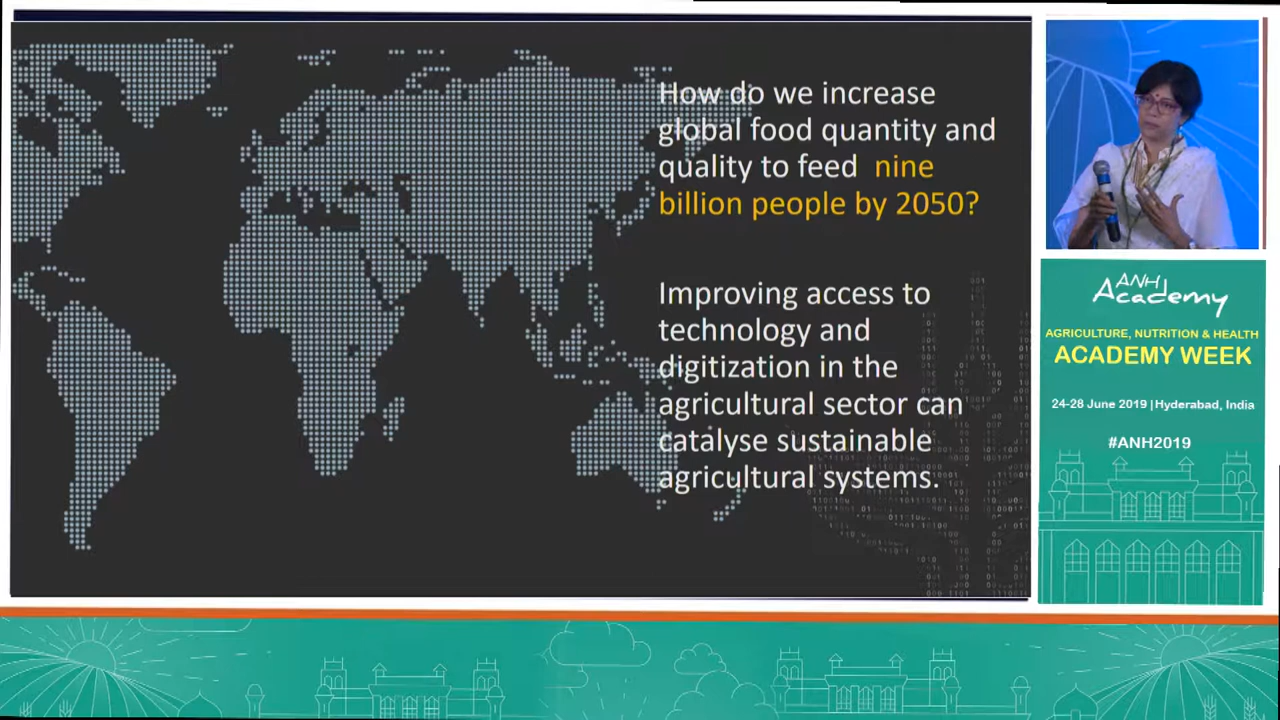 How do we increase
global food quantity and
quality to feed nine
billion people by 2050?
Improving access to
technology and
digitization in the
agricultural sector can
catalyse sustainable
agricultural systems.
ANH
Academy
AGRICULTURE, NUTRITION & HEALTH
ACADEMY WEEK
24-28 June 2019 | Hyderabad, India
#ANH2019